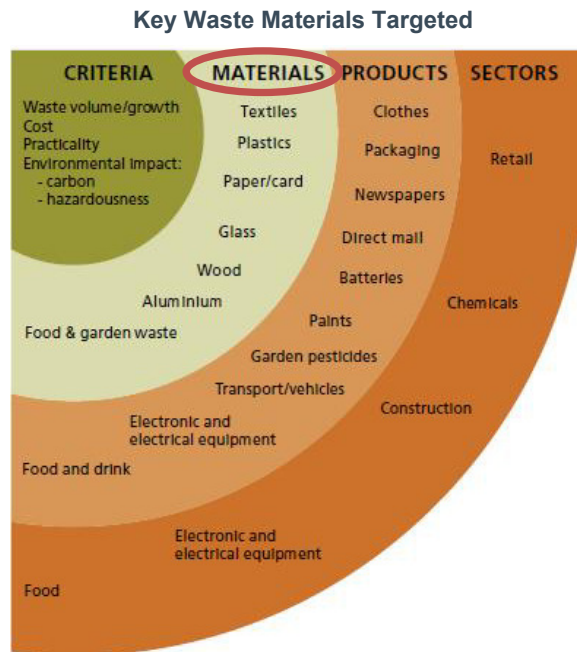 Key Waste Materials Targeted
CRITERIA
Waste volume/growth
Cost
Practicality
Environmental impact:
- carbon
- hazardousness
MATERIALS
Textiles
Plastics
Paper/card
Glass
Wood
Aluminium
Food & garden waste
PRODUCTS
Clothes
Packaging
Newspapers
Direct mail
Batteries
Paints
Garden pesticides
Transport/vehicles
Electronic and
electrical equipment
Food and drink
SECTORS
Retail
Chemicals
Construction
Electronic and
electrical equipment
Food